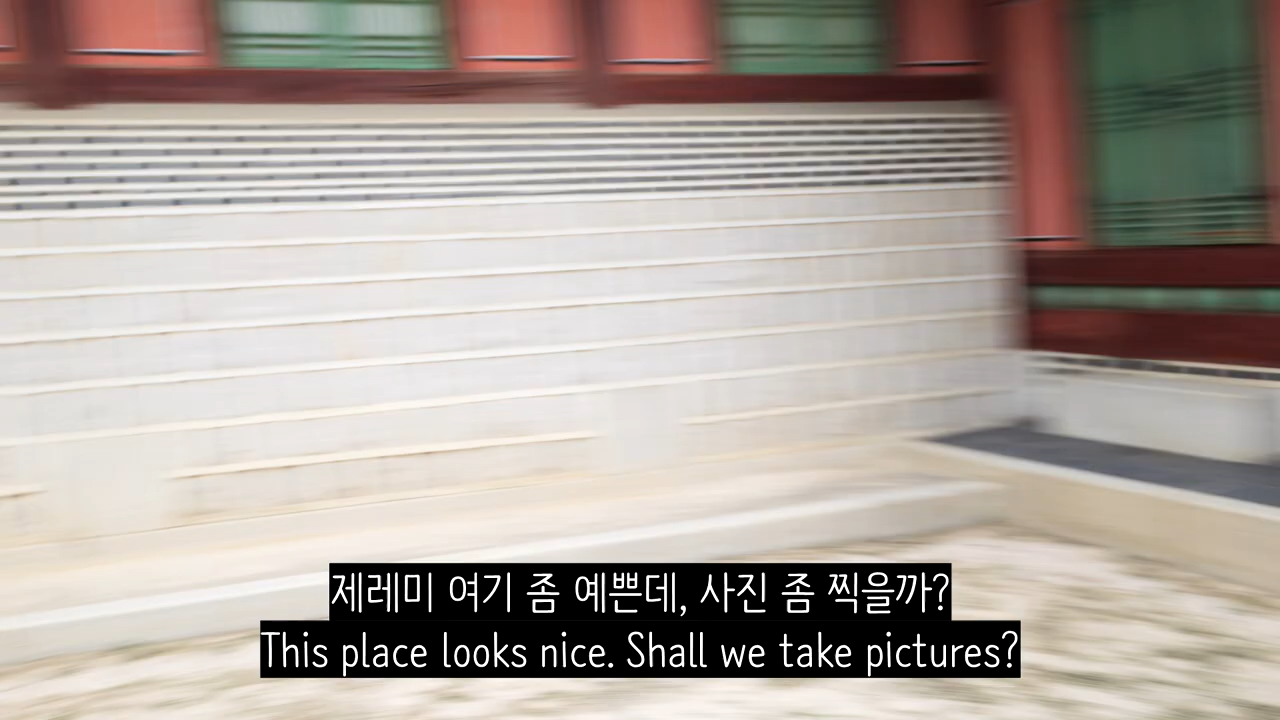 제레미 여기 좀 예쁜데, 사진 좀 찍을까?
This place looks nice. Shall we take pictures?